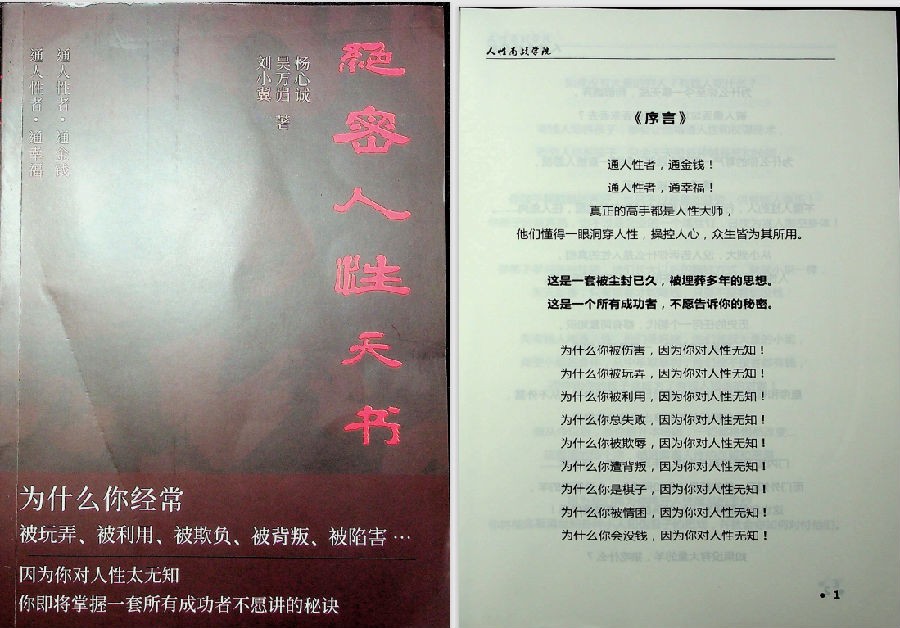 绝密人性天书
杨心诚
吴万归
刘小冀 著
通人性者·通金钱
通人性者·通幸福
为什么你经常
被玩弄、被利用、被欺负、被背叛、被陷害…
因为你对人性太无知
你即将掌握一套所有成功者不愿讲的秘诀
人性高级学院
《序言》
通人性者，通金钱！
通人性者，通幸福！
真正的高手都是人性大师，
他们懂得一眼洞穿人性，操控人心，众生皆为其所用。
这是一套被尘封已久，被埋葬多年的思想。
这是一个所有成功者，不愿告诉你的秘密。
为什么你被伤害，因为你对人性无知！
为什么你被玩弄，因为你对人性无知！
为什么你被利用，因为你对人性无知！
为什么你总失败，因为你对人性无知！
为什么你被欺辱，因为你对人性无知！
为什么你遭背叛，因为你对人性无知！
为什么你是棋子，因为你对人性无知！
为什么你被情困，因为你对人性无知！
为什么你会没钱，因为你对人性无知！
• 1